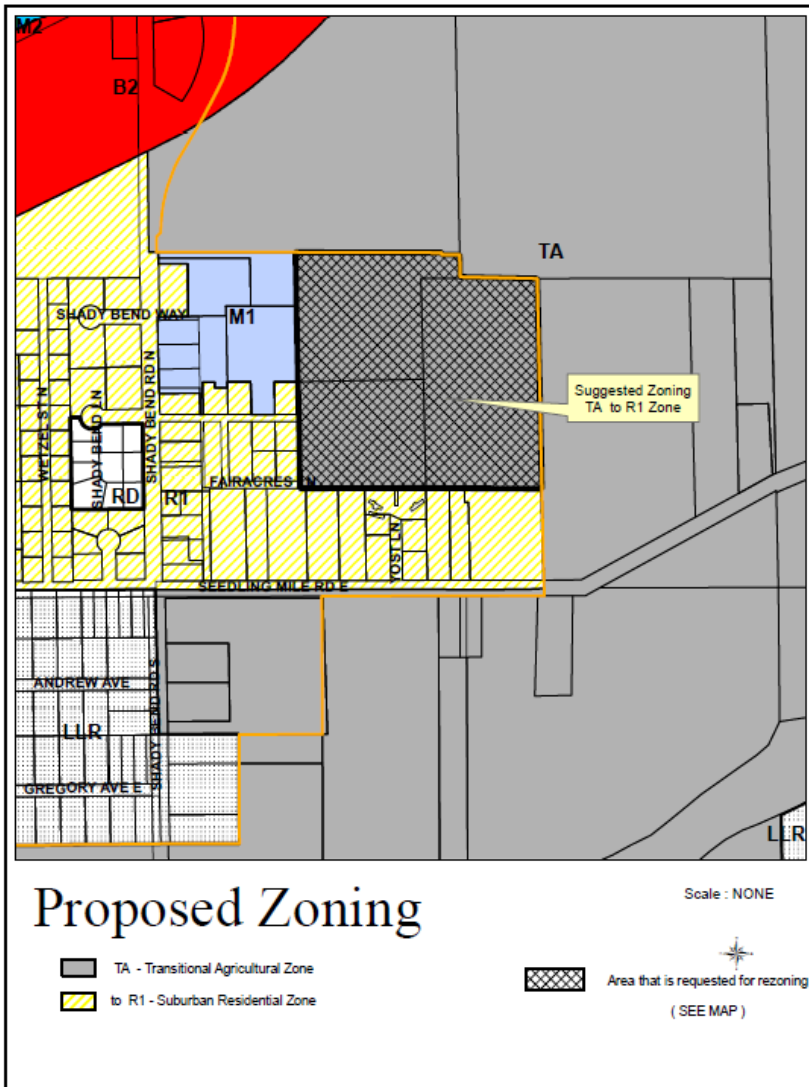 M2
B2
TA
SHADY BEND WAY
M1
SHADY BEND RD N
WETZEL ST N
SHADY BEND LN
Suggested Zoning
TA to R1 Zone
RD
R1
FAIRACRES LN
YOST LN
SEEDLING MILE RD E
ANDREW AVE
SHADY BEND RD S
LLR
GREGORY AVE E
LLR
Proposed Zoning
Scale : NONE
TA - Transitional Agricultural Zone
to R1 - Suburban Residential Zone
Area that is requested for rezoning
( SEE MAP )